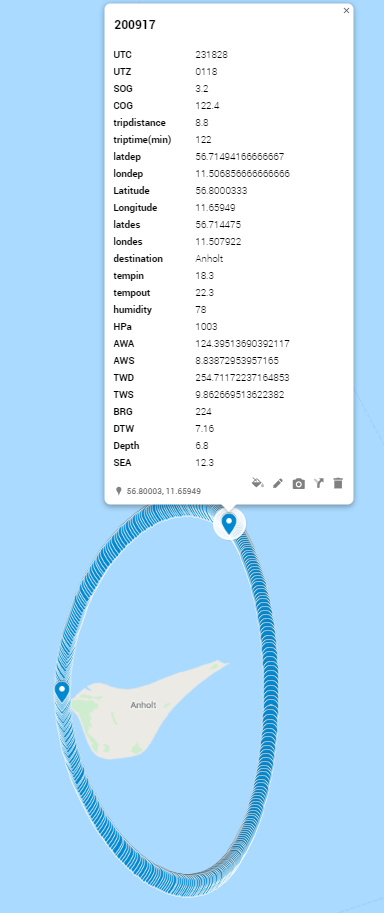 ×
200917
UTC 231828
UTZ 0118
SOG 3.2
COG 122.4
tripdistance 8.8
triptime(min) 122
latdep 56.71494166666667
londep 11.506856666666666
Latitude 56.8000333
Longitude 11.65949
latdes 56.714475
londes 11.507922
destination Anholt
tempin 18.3
tempout 22.3
humidity 78
HPa 1003
AWA 124.39513690392117
AWS 8.83872953957165
TWD 254.71172237164853
TWS 9.862669513622382
BRG 224
DTW 7.16
Depth 6.8
SEA 12.3
56.80003, 11.65949
Anholt